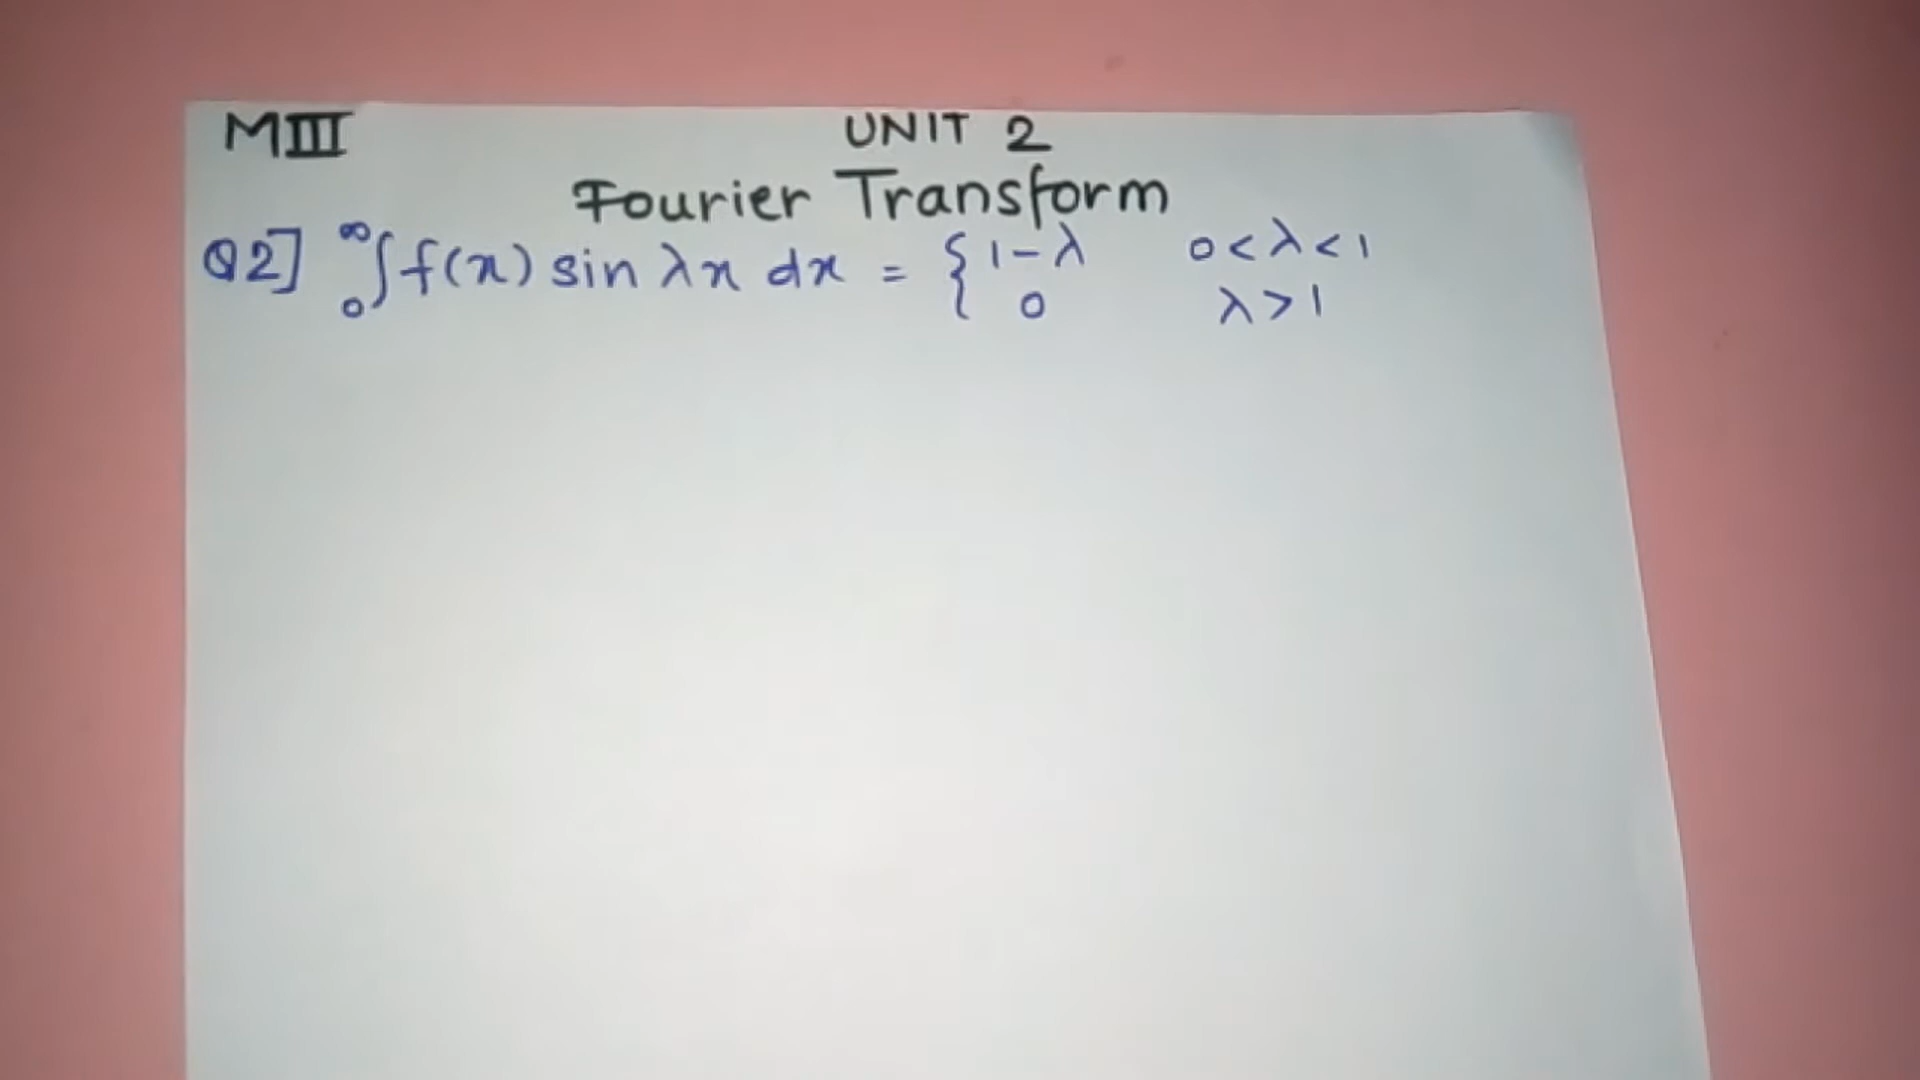 MIII UNIT 2
Fourier Transform
Q2] ∞∫0 f(x) sin λx dx = { 1-λ 0<λ<1
0 λ>1